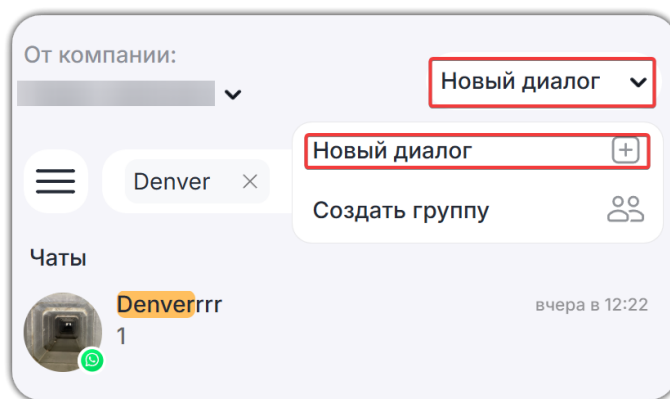 От компании:
Новый диалог
Новый диалог
Denver
Создать группу
Чаты
Denverrrr
вчера в 12:22
1